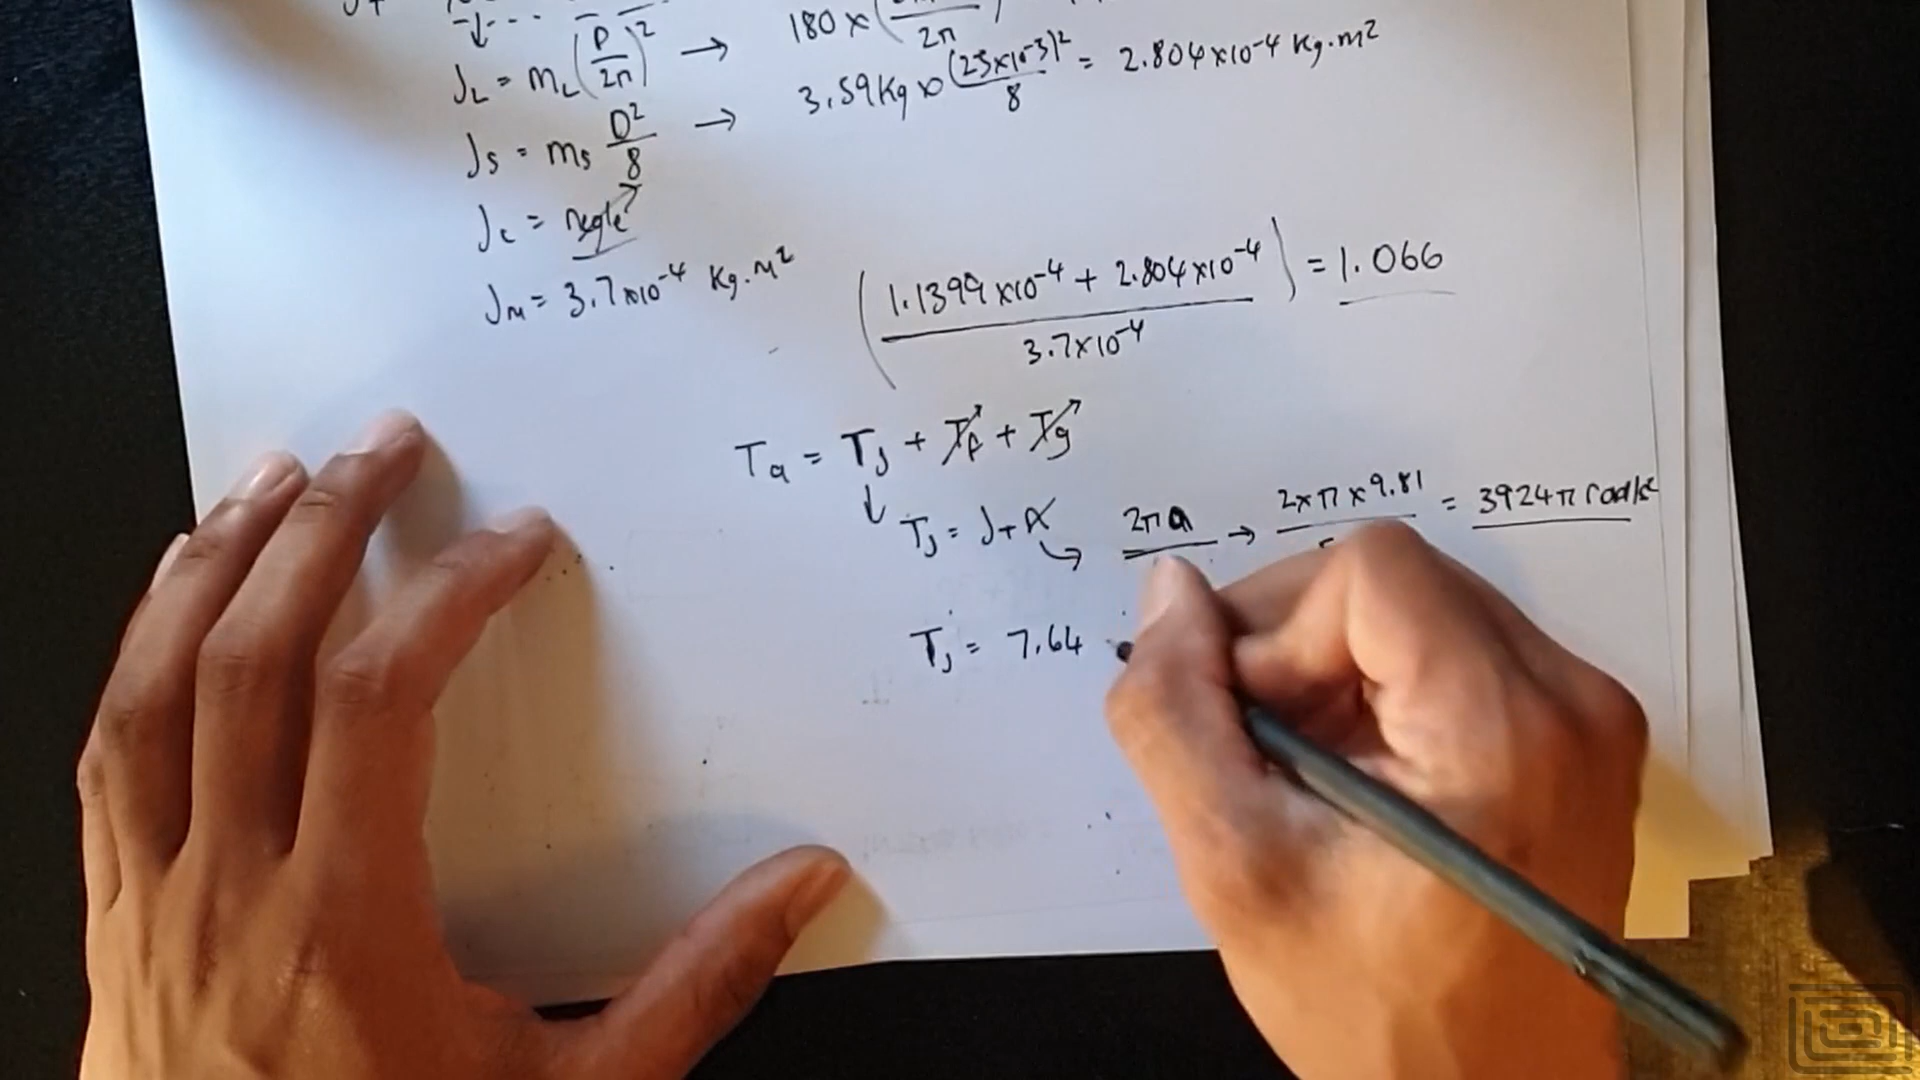 180 × (
2π
J_L = m_L (P/2π)² →
3.59Kg × (25×10⁻³)²/8 = 2.804×10⁻⁴ Kg.m²
J_S = m_S D²/8 →
J_c = negle
J_M = 3.7×10⁻⁴ Kg.m²
(1.1399×10⁻⁴ + 2.804×10⁻⁴ / 3.7×10⁻⁴) = 1.066
T_a = T_J + T_f + T_g
↓ T_J = J_T α → 2πa → 2×π×9.81 = 3924π rad/s²
T_J = 7.64